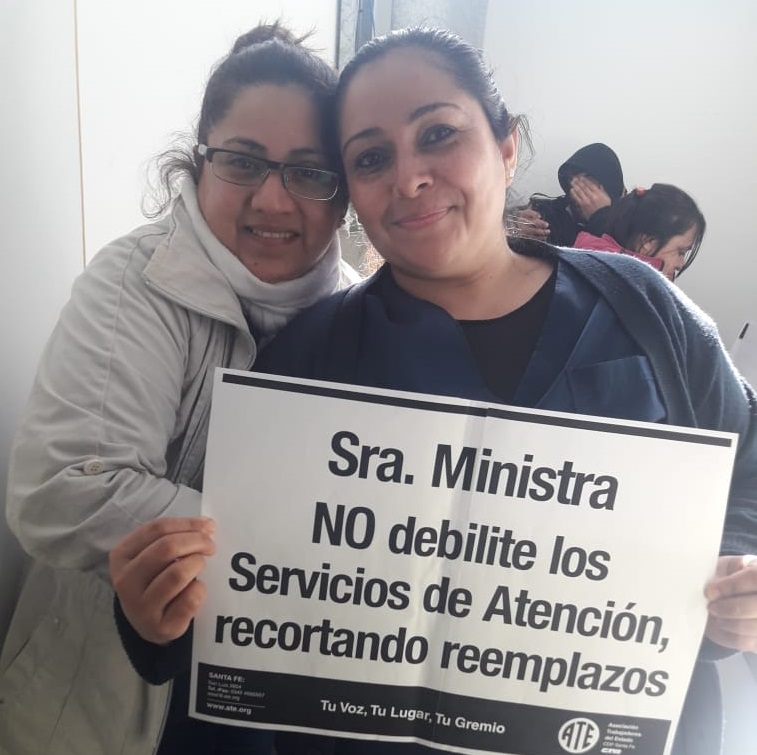 Sra. Ministra
NO debilite los
Servicios de Atención,
recortando reemplazos
SANTA FE:
www.ate.org
Tu Voz, Tu Lugar, Tu Gremio
ATE
Asociación
Trabajadores
del Estado